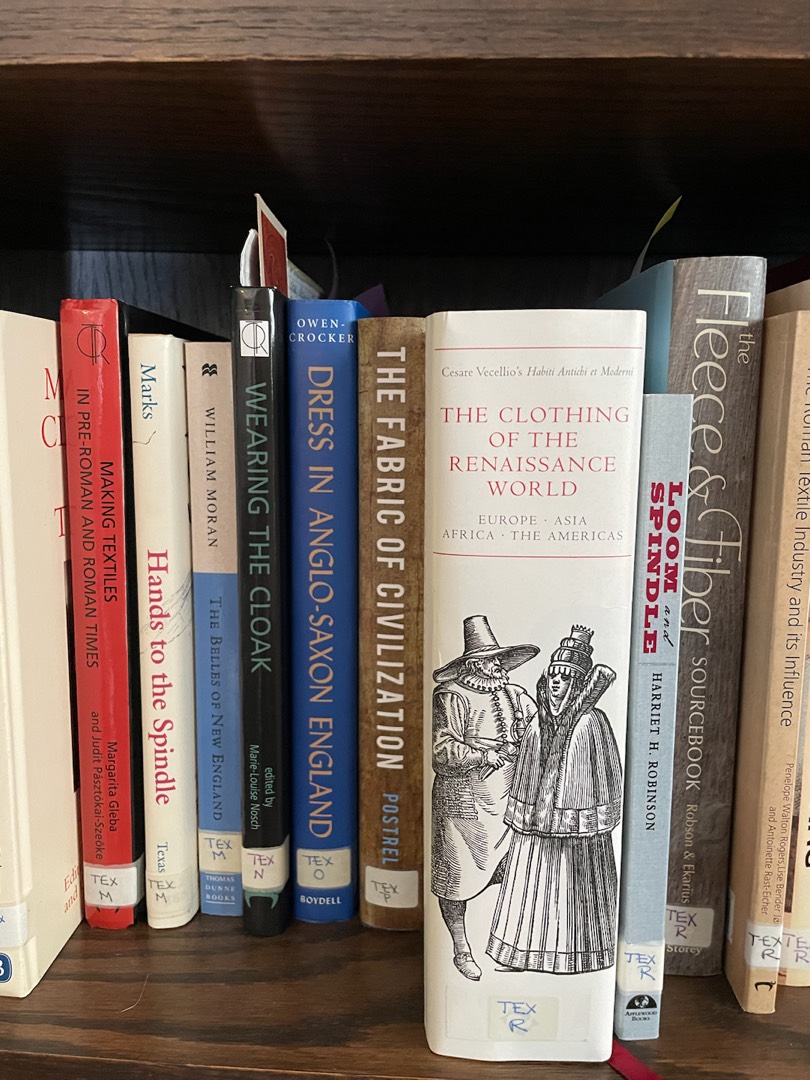 MAKING TEXTILES
IN PRE-ROMAN AND ROMAN TIMES
Margarita Gleba
and Judit Pásztókai-Szeőke
TEX
M
Marks
Hands to the Spindle
Texas
TEX
M
WILLIAM MORAN
THE BELLES OF NEW ENGLAND
TEX
M
THOMAS
DUNNE
BOOKS
WEARING THE CLOAK
edited by
Marie-Louise Nosch
TEX
N
OWEN-
CROCKER
DRESS IN ANGLO-SAXON ENGLAND
TEX
O
BOYDELL
THE FABRIC OF CIVILIZATION
POSTREL
TEX
P
Cesare Vecellio's Habiti Antichi et Moderni
THE CLOTHING
OF THE
RENAISSANCE
WORLD
EUROPE · ASIA
AFRICA · THE AMERICAS
TEX
R
LOOM and
SPINDLE
HARRIET H. ROBINSON
TEX
R
APPLEWOOD
BOOKS
the
Fleece & Fiber
SOURCEBOOK
Robson & Ekarius
TEX
R
Storey
Roman Textile Industry and its Influence
Penelope Walton Rogers, Lise Bender
and Antoinette Rast-Eicher
TEX
R
TEX
R